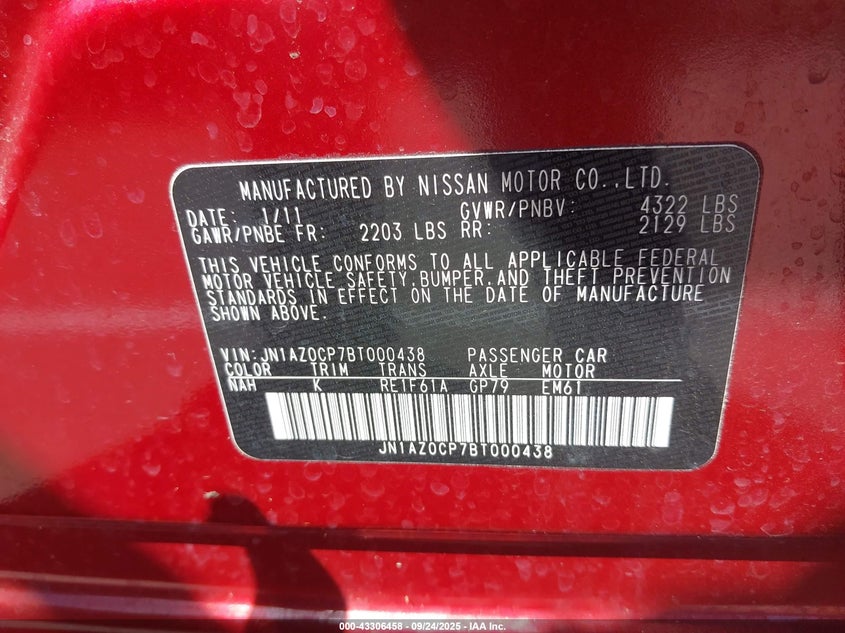 MANUFACTURED BY NISSAN MOTOR CO.,LTD.
DATE: 1/11 GVWR/PNBV: 4322 LBS
GAWR/PNBE FR: 2203 LBS RR: 2129 LBS
THIS VEHICLE CONFORMS TO ALL APPLICABLE FEDERAL
MOTOR VEHICLE SAFETY,BUMPER,AND THEFT PREVENTION
STANDARDS IN EFFECT ON THE DATE OF MANUFACTURE
SHOWN ABOVE.
VIN:JN1AZ0CP7BT000438 PASSENGER CAR
COLOR TRIM TRANS AXLE MOTOR
NAH K RE1F61A GP79 EM61
JN1AZ0CP7BT000438
000-43306458 - 09/24/2025 - IAA Inc.